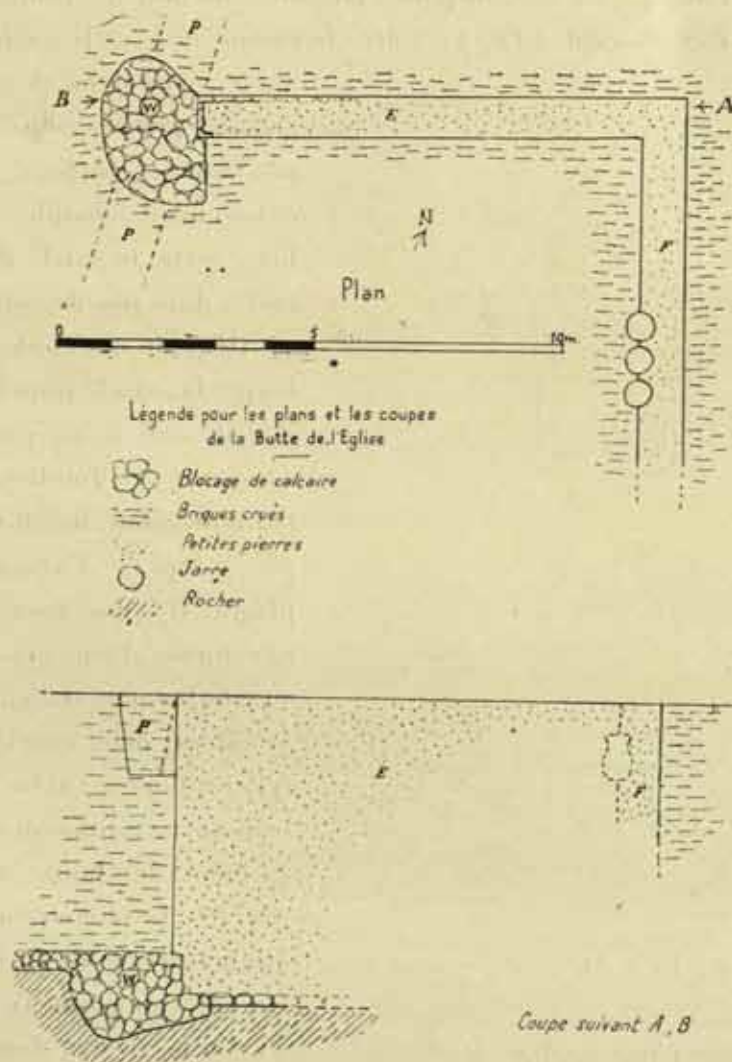 P
P
B
W
E
A
N
P
F
Plan
0 5 10m
Légende pour les plans et les coupes
de la Butte de l'Eglise
Blocage de calcaire
Briques crues
Petites pierres
Jarre
Rocher
P
E
F
W
Coupe suivant A, B